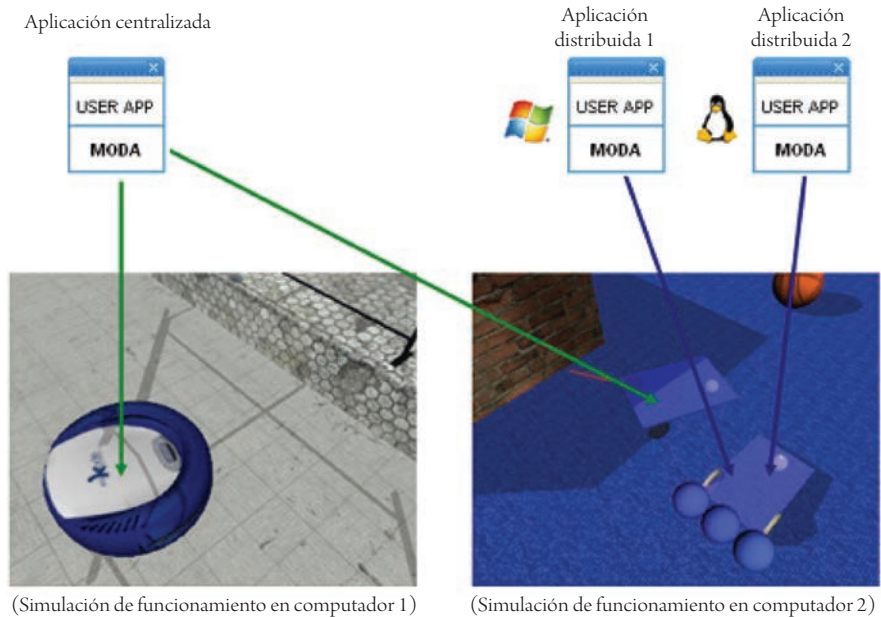 Aplicación centralizada
Aplicación
distribuida 1
Aplicación
distribuida 2
USER APP
MODA
USER APP
MODA
USER APP
MODA
(Simulación de funcionamiento en computador 1)
(Simulación de funcionamiento en computador 2)